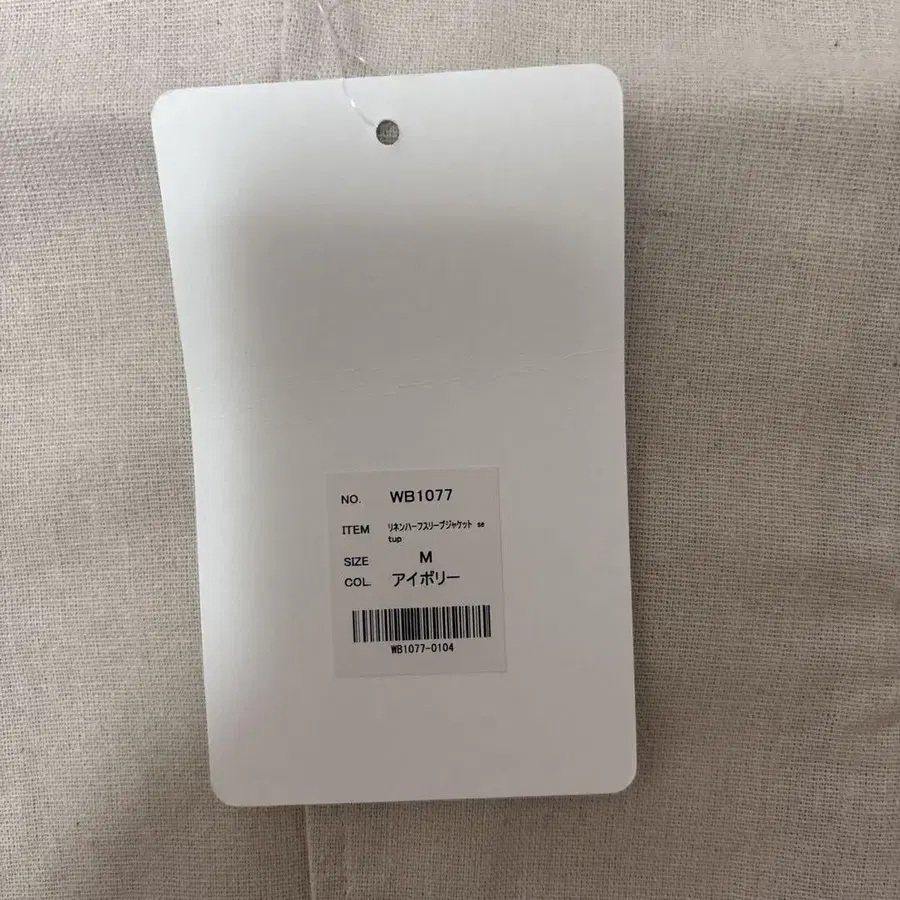 NO. WB1077
ITEM リネンハーフスリーブジャケット se
tup
SIZE M
COL. アイボリー
WB1077-0104